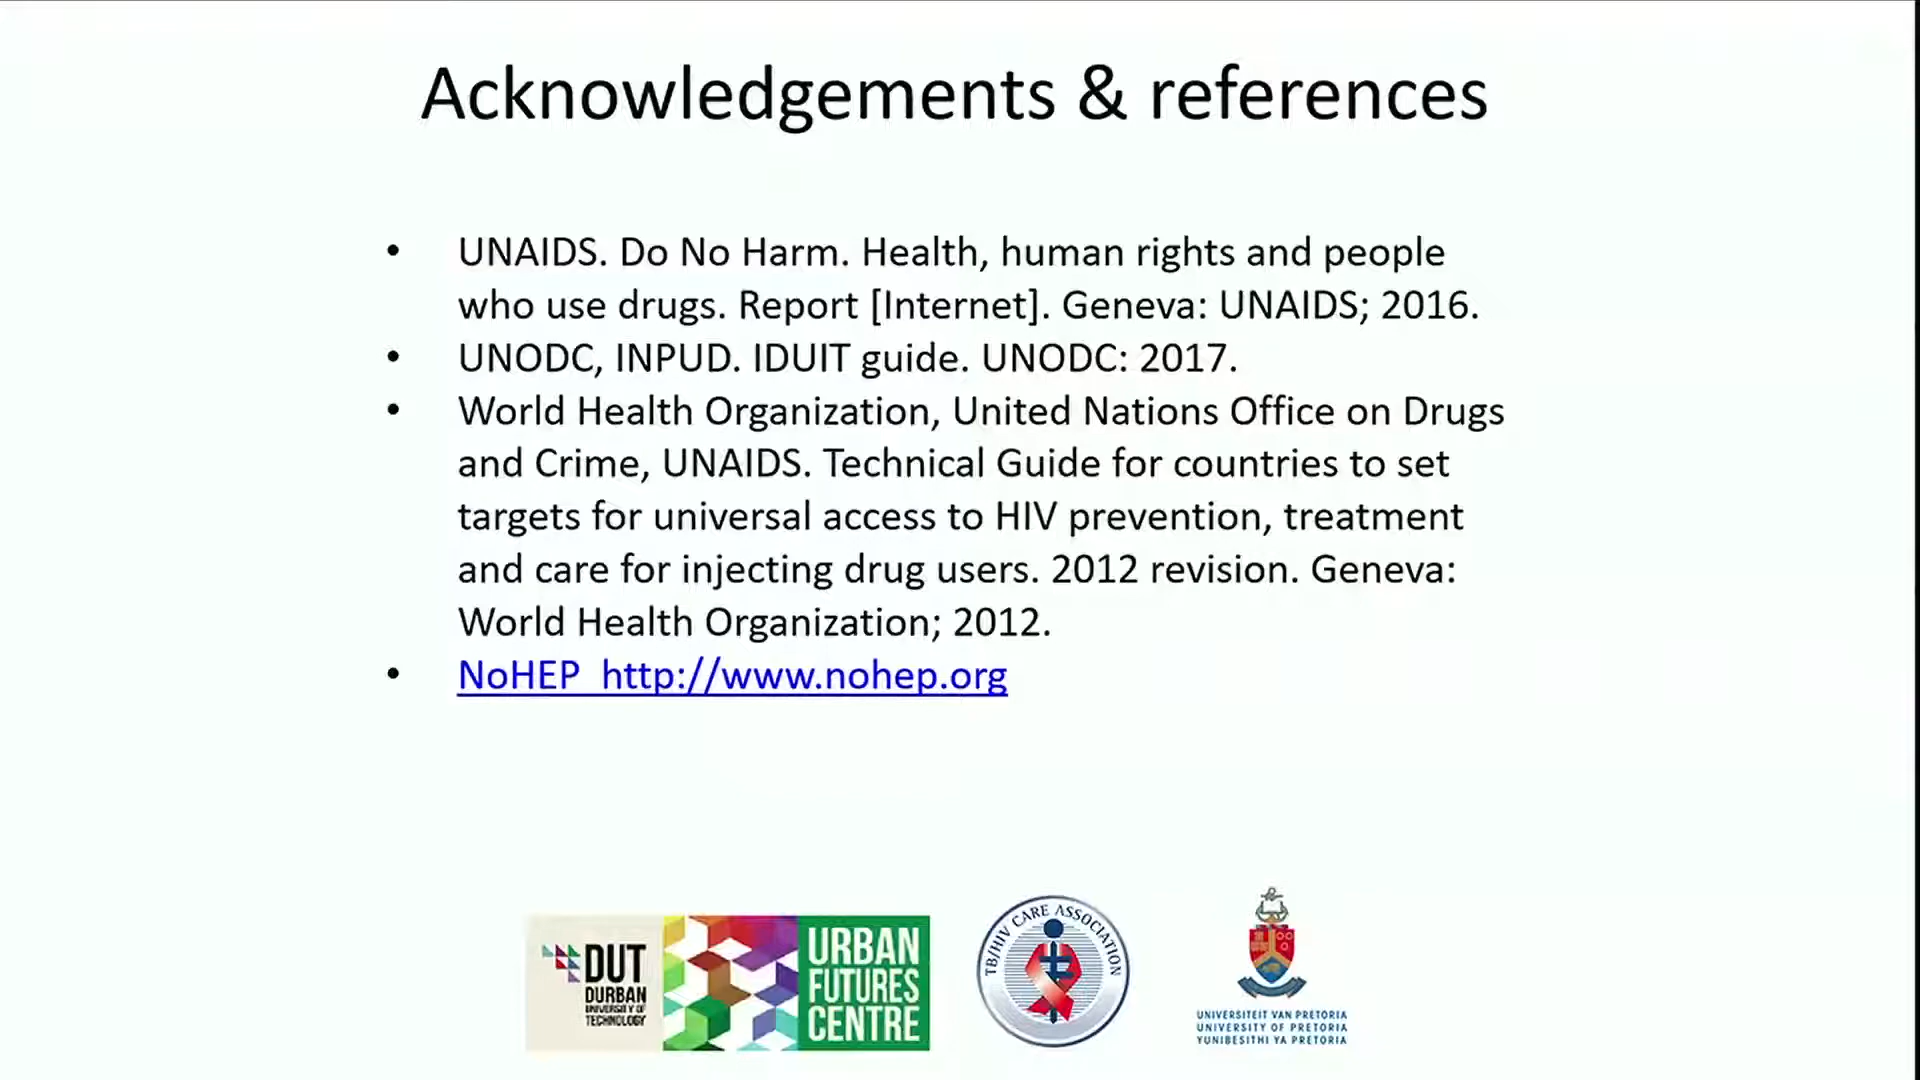 Acknowledgements & references
• UNAIDS. Do No Harm. Health, human rights and people
who use drugs. Report [Internet]. Geneva: UNAIDS; 2016.
• UNODC, INPUD. IDUIT guide. UNODC: 2017.
• World Health Organization, United Nations Office on Drugs
and Crime, UNAIDS. Technical Guide for countries to set
targets for universal access to HIV prevention, treatment
and care for injecting drug users. 2012 revision. Geneva:
World Health Organization; 2012.
• NoHEP  http://www.nohep.org
DUT
DURBAN
UNIVERSITY OF
TECHNOLOGY
URBAN
FUTURES
CENTRE
TB/HIV CARE ASSOCIATION
UNIVERSITEIT VAN PRETORIA
UNIVERSITY OF PRETORIA
YUNIBESITHI YA PRETORIA